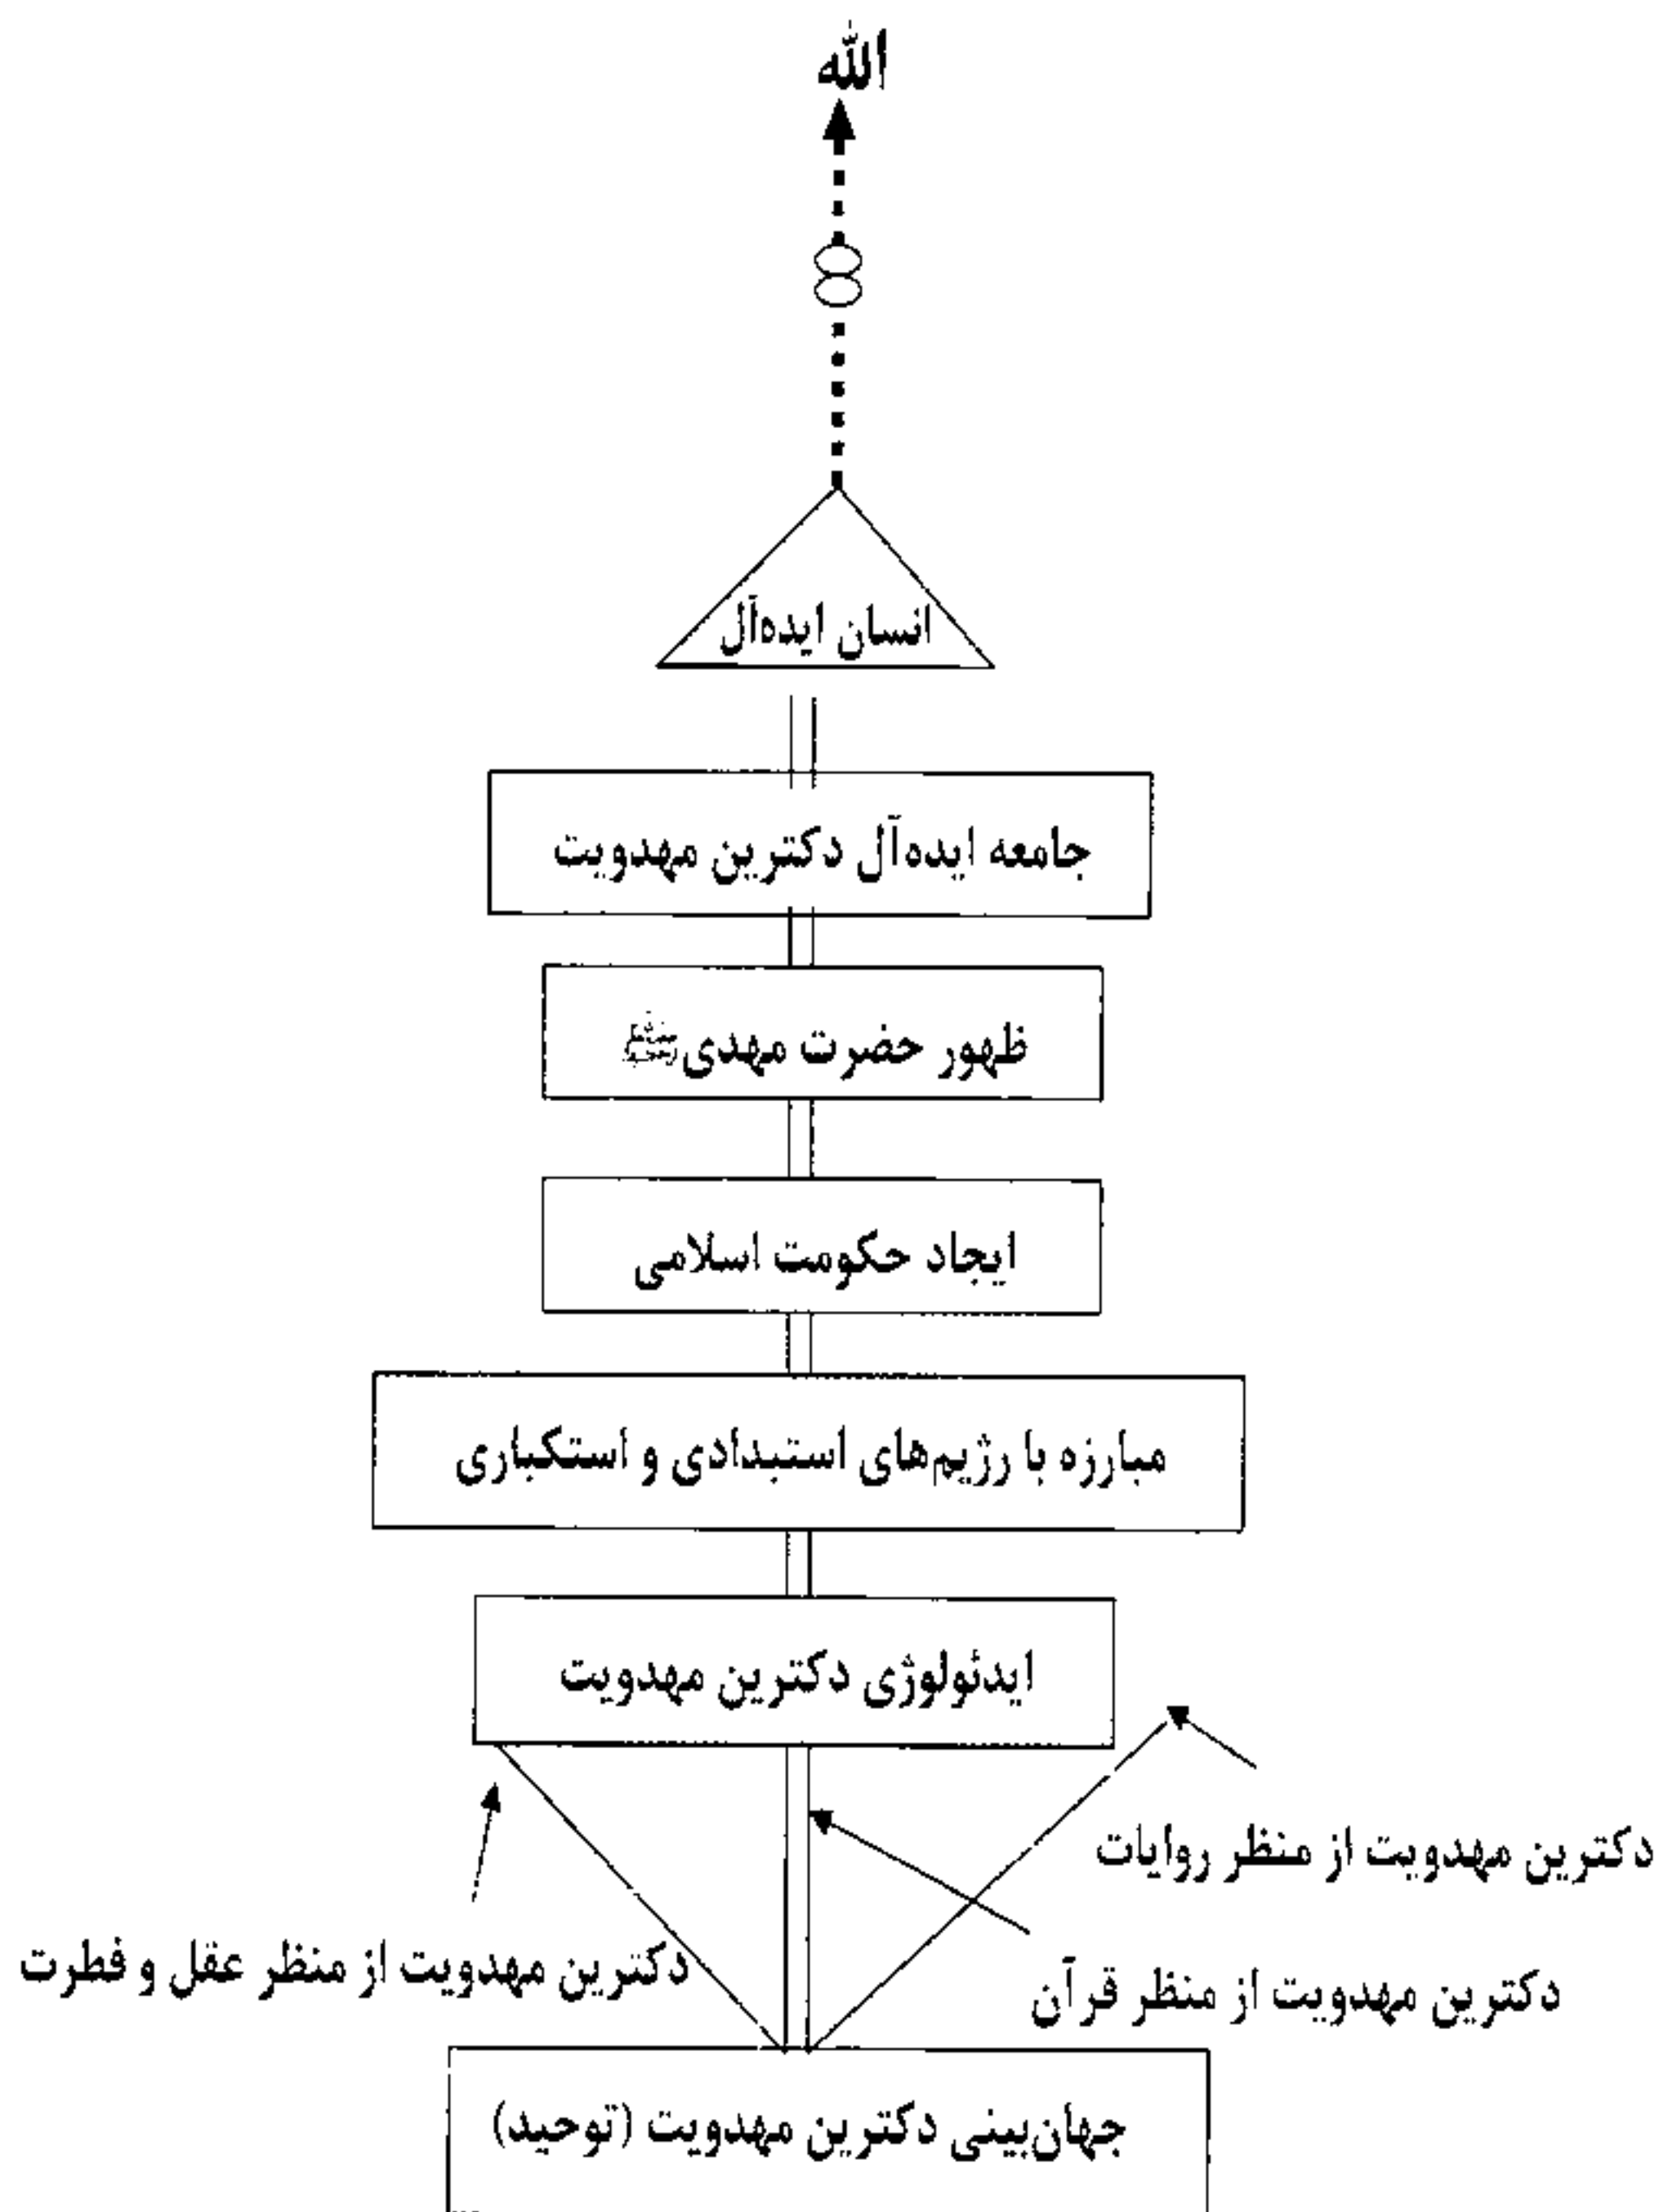 الله
انسان ایده‌آل
جامعه ایده‌آل دکترین مهدویت
ظهور حضرت مهدی
ایجاد حکومت اسلامی
مبارزه با رژیم‌های استبدادی و استکباری
ایدئولوژی دکترین مهدویت
دکترین مهدویت از منظر روایات
دکترین مهدویت از منظر عقل و فطرت
دکترین مهدویت از منظر قرآن
جهان‌بینی دکترین مهدویت (توحید)